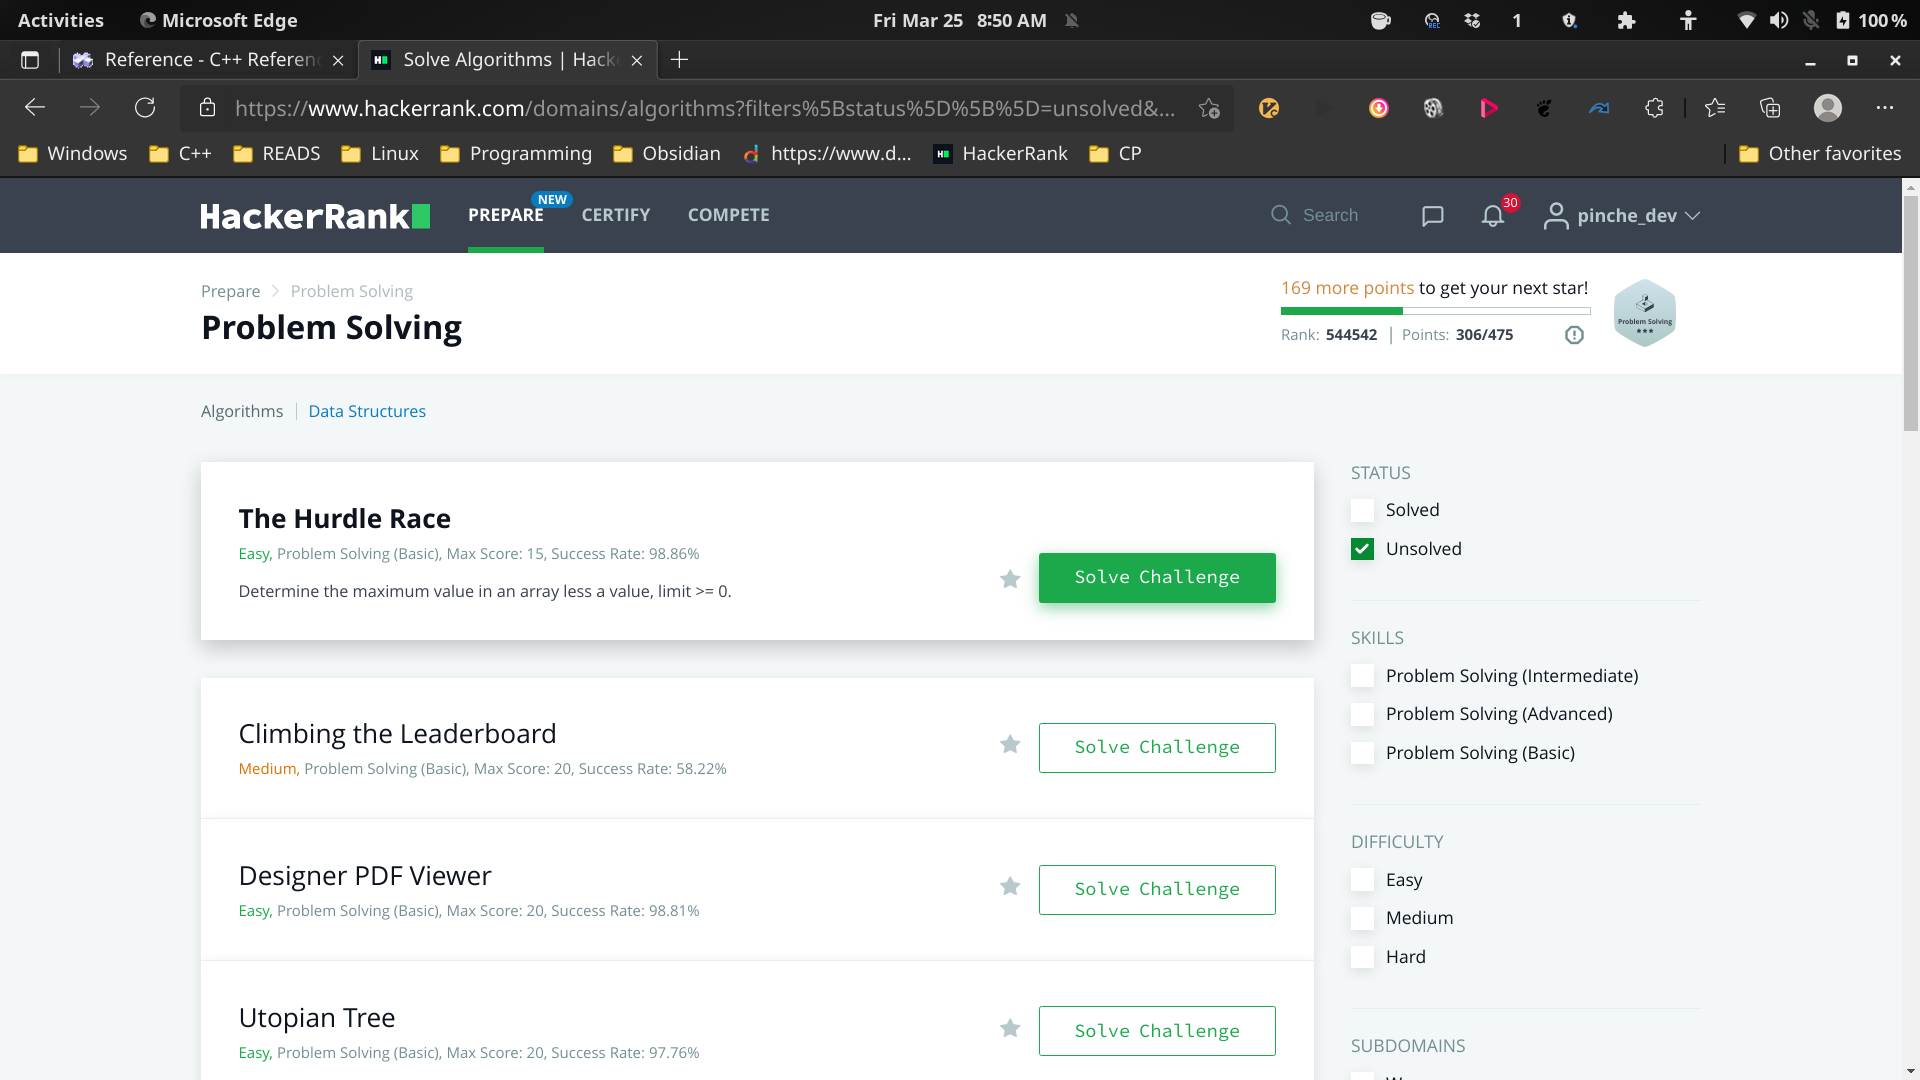 Activities Microsoft Edge Fri Mar 25 8:50 AM 1 100 %
Reference - C++ Referen Solve Algorithms | Hack
https://www.hackerrank.com/domains/algorithms?filters%5Bstatus%5D%5B%5D=unsolved&...
Windows C++ READS Linux Programming Obsidian https://www.d... HackerRank CP Other favorites
HackerRank PREPARE NEW CERTIFY COMPETE Search 30 pinche_dev
Prepare Problem Solving
Problem Solving
169 more points to get your next star!
Rank: 544542 | Points: 306/475
Problem Solving
Algorithms Data Structures
The Hurdle Race
Easy, Problem Solving (Basic), Max Score: 15, Success Rate: 98.86%
Determine the maximum value in an array less a value, limit >= 0.
Solve Challenge
Climbing the Leaderboard
Medium, Problem Solving (Basic), Max Score: 20, Success Rate: 58.22%
Solve Challenge
Designer PDF Viewer
Easy, Problem Solving (Basic), Max Score: 20, Success Rate: 98.81%
Solve Challenge
Utopian Tree
Easy, Problem Solving (Basic), Max Score: 20, Success Rate: 97.76%
Solve Challenge
STATUS
Solved
Unsolved
SKILLS
Problem Solving (Intermediate)
Problem Solving (Advanced)
Problem Solving (Basic)
DIFFICULTY
Easy
Medium
Hard
SUBDOMAINS